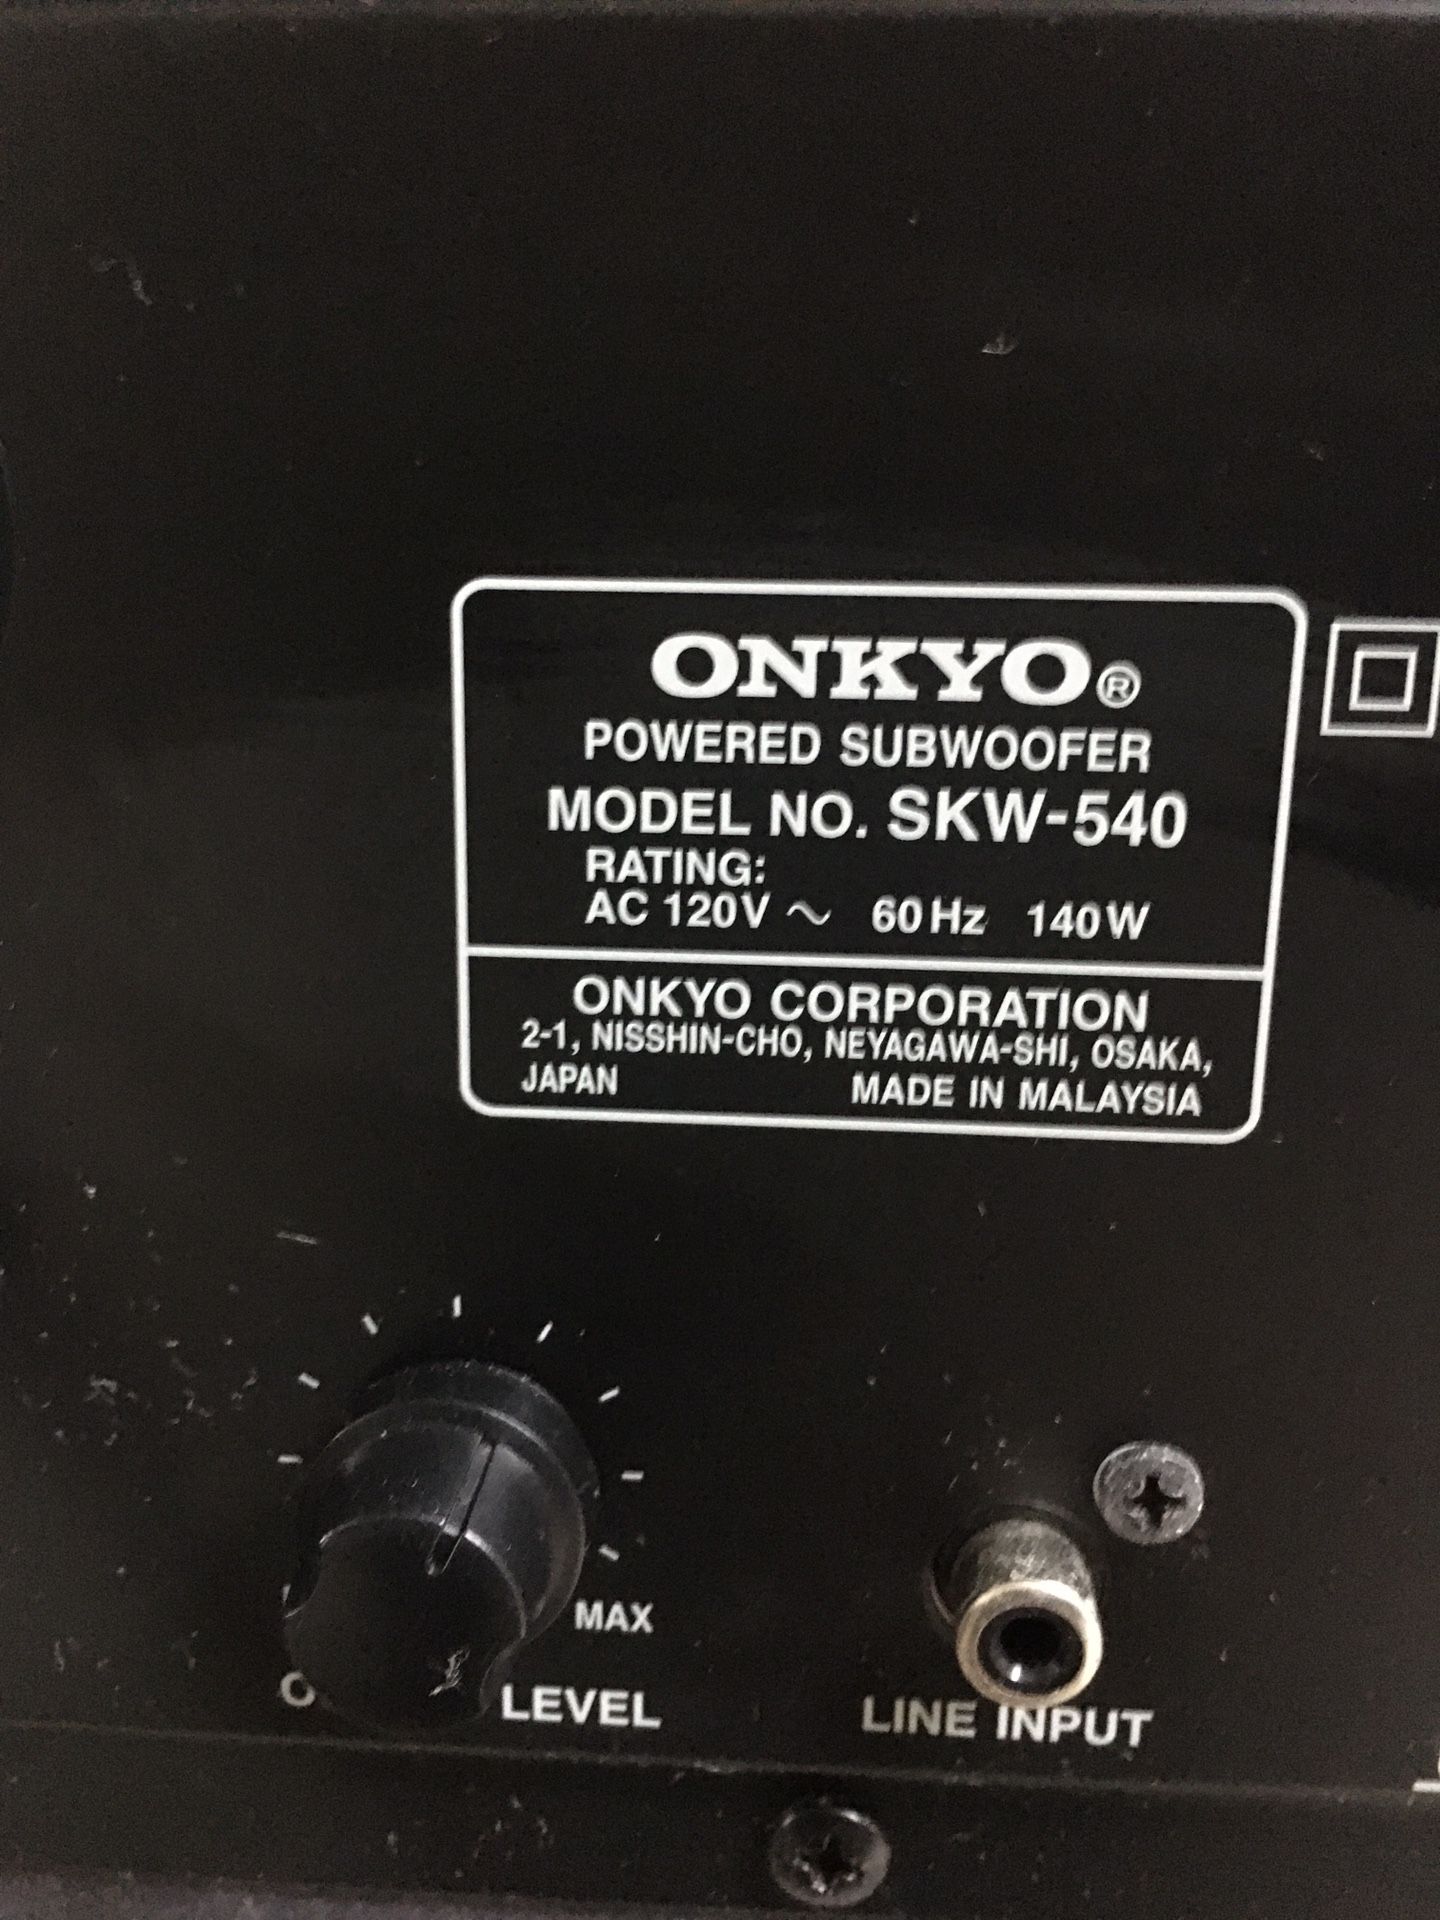 ONKYO®
POWERED SUBWOOFER
MODEL NO. SKW-540
RATING:
AC 120V ~ 60Hz 140W
ONKYO CORPORATION
2-1, NISSHIN-CHO, NEYAGAWA-SHI, OSAKA,
JAPAN MADE IN MALAYSIA
MAX
LEVEL
LINE INPUT